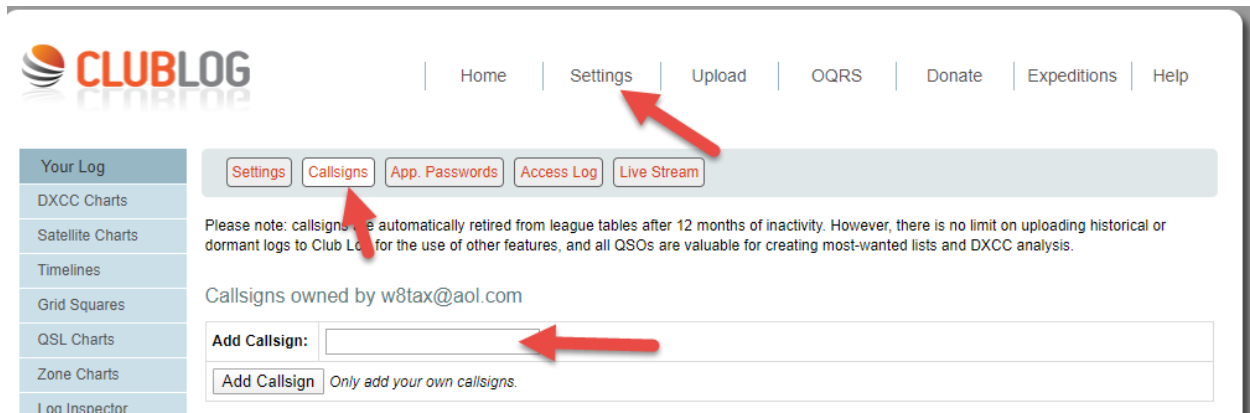 CLUBLOG
Home Settings Upload OQRS Donate Expeditions Help
Your Log
DXCC Charts
Satellite Charts
Timelines
Grid Squares
QSL Charts
Zone Charts
Log Inspector
Settings Callsigns App. Passwords Access Log Live Stream
Please note: callsigns automatically retired from league tables after 12 months of inactivity. However, there is no limit on uploading historical or
dormant logs to Club Log for the use of other features, and all QSOs are valuable for creating most-wanted lists and DXCC analysis.
Callsigns owned by w8tax@aol.com
Add Callsign:
Add Callsign Only add your own callsigns.